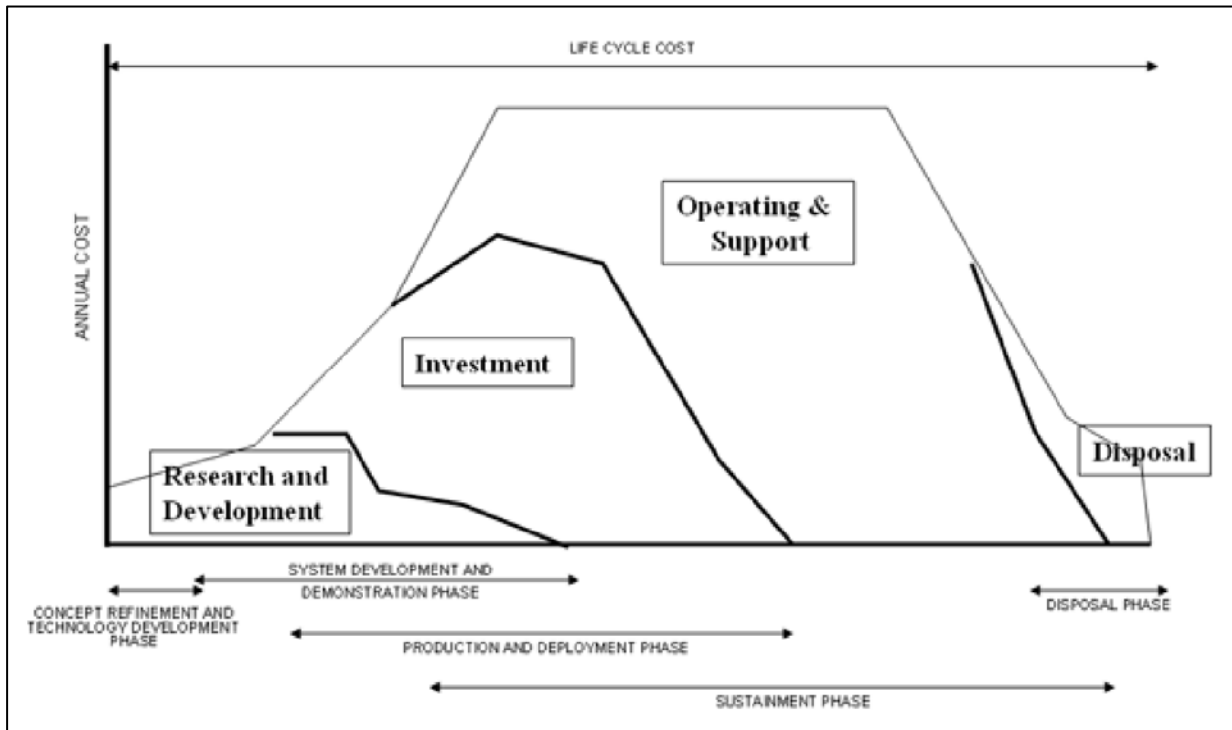 LIFE CYCLE COST
ANNUAL COST
Operating &
Support
Investment
Research and
Development
Disposal
SYSTEM DEVELOPMENT AND
DEMONSTRATION PHASE
CONCEPT REFINEMENT AND
TECHNOLOGY DEVELOPMENT
PHASE
DISPOSAL PHASE
PRODUCTION AND DEPLOYMENT PHASE
SUSTAINMENT PHASE